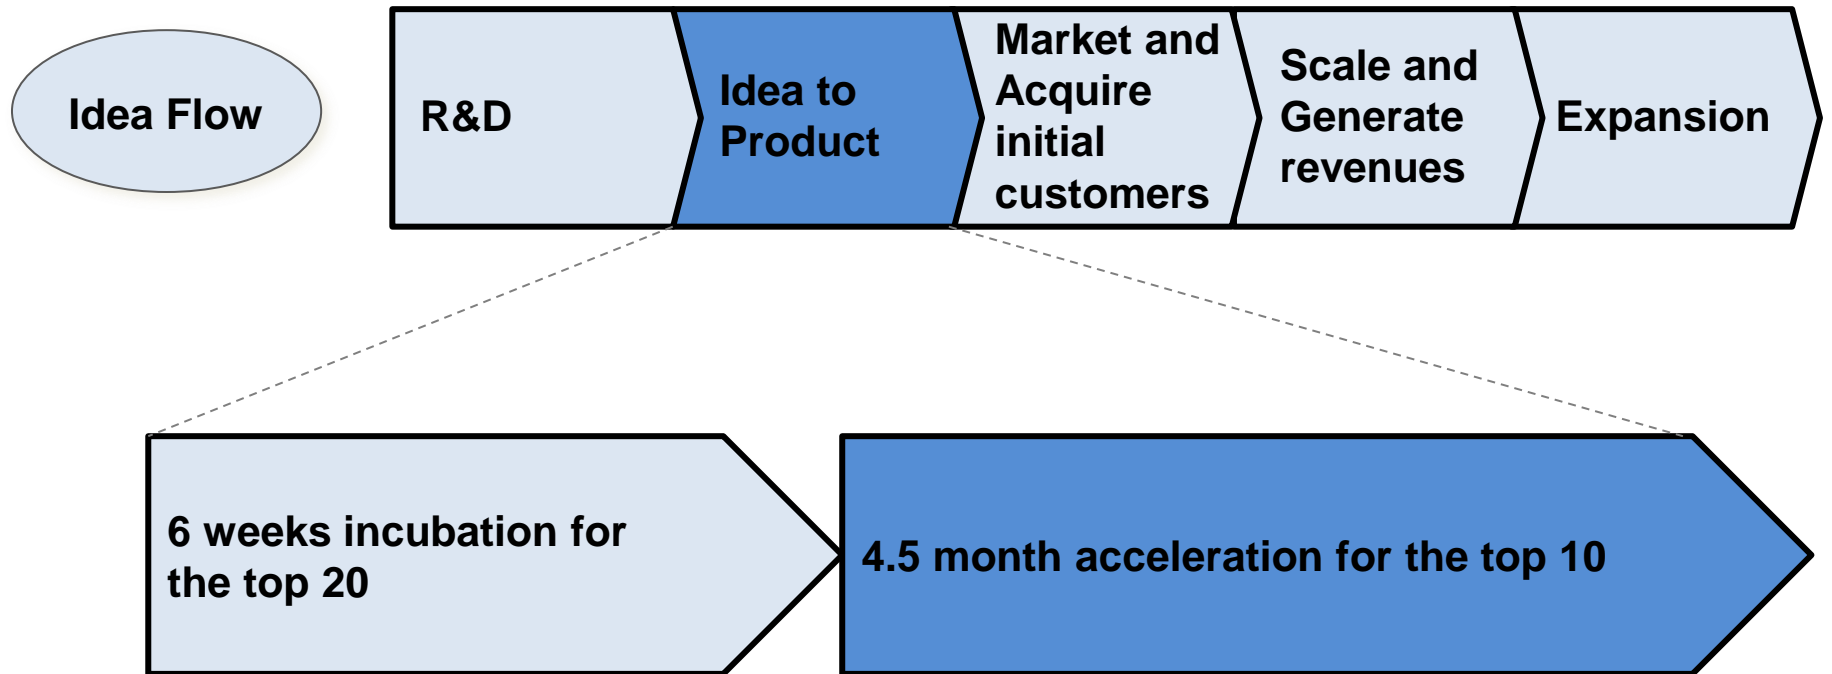 Idea Flow
R&D
Idea to
Product
Market and
Acquire
initial
customers
Scale and
Generate
revenues
Expansion
6 weeks incubation for
the top 20
4.5 month acceleration for the top 10